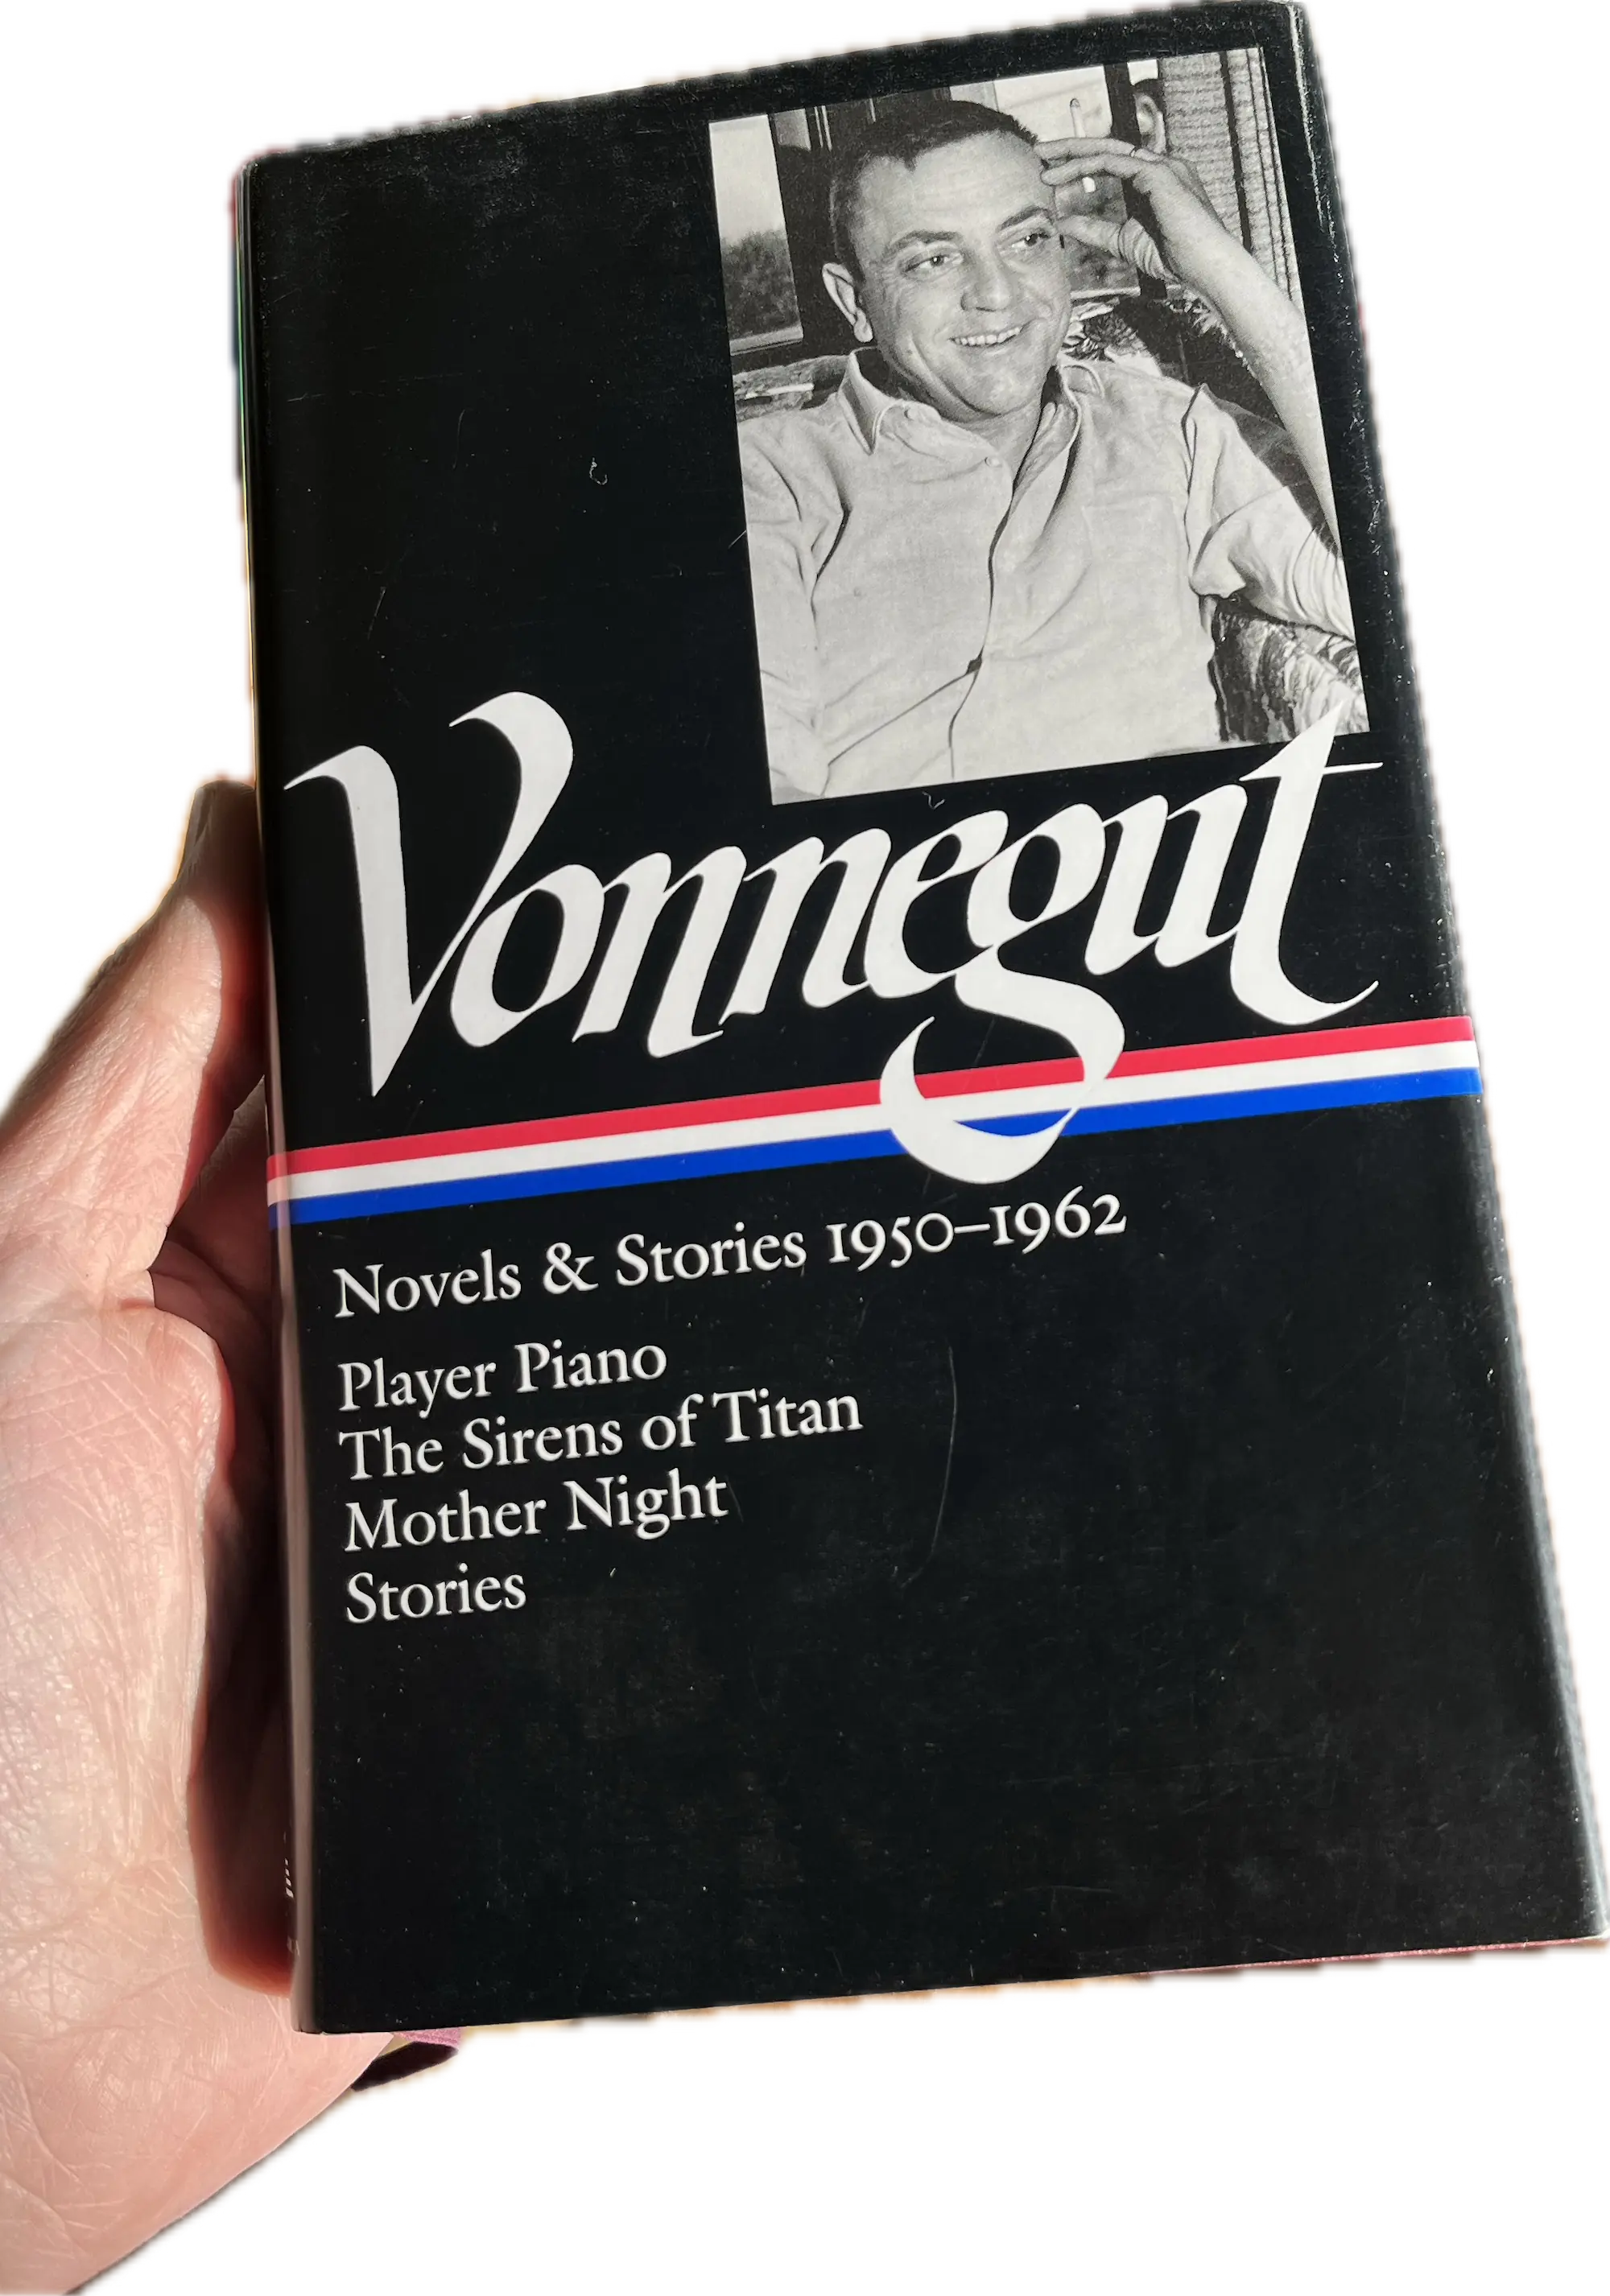 Vonnegut
Novels & Stories 1950–1962
Player Piano
The Sirens of Titan
Mother Night
Stories